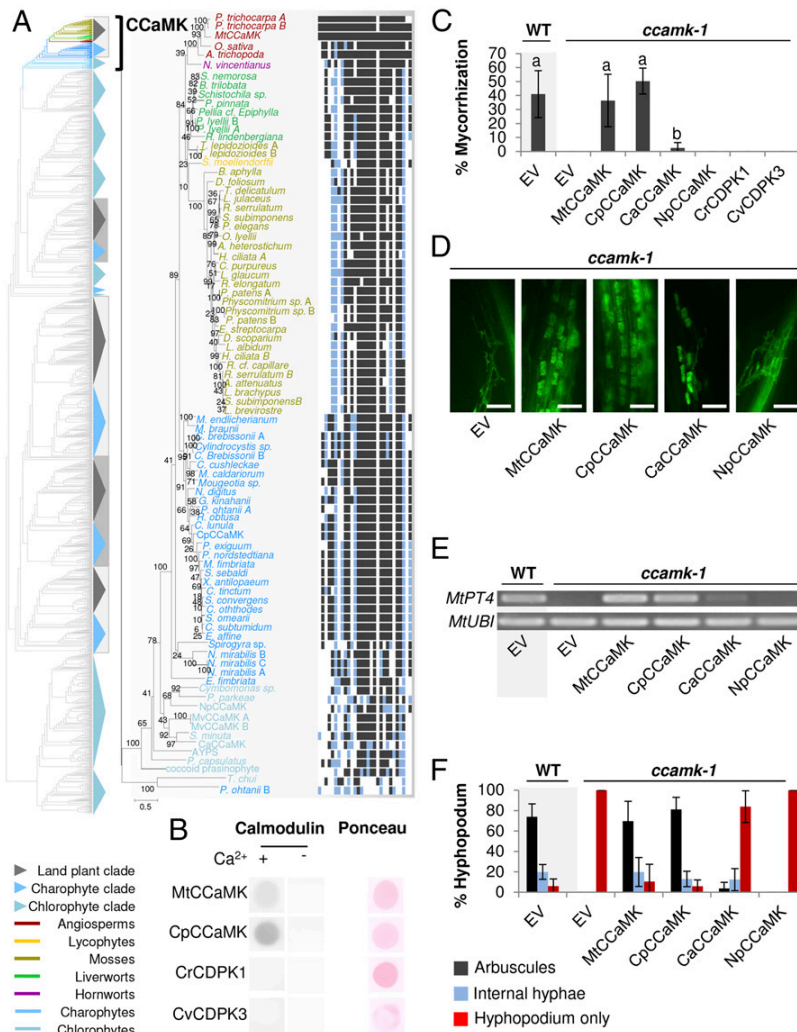 A
CCaMK
P. trichocarpa A
P. trichocarpa B
MtCCaMK
O. sativa
A. trichopoda
N. vincentianus
S. nemorosa
B. trilobata
Schistochila sp.
P. pinnata
Pellia cf. Epiphylla
P. lyellii B
P. lyellii A
R. lindenbergiana
T. lepidozioides A
T. lepidozioides B
S. moellendorffii
B. aphylla
D. foliosum
T. delicatulum
L. julaceus
R. serrulatum
S. subimponens
P. elegans
O. lyellii
A. heterostichum
H. ciliata A
C. purpureus
L. glaucum
R. elongatum
P. patens A
Physcomitrium sp. A
Physcomitrium sp. B
P. patens B
E. streptocarpa
D. scoparium
L. albidum
H. ciliata B
R. cf. capillare
R. serrulatum B
A. attenuatus
L. brachypus
S. subimponensB
L. brevirostre
M. endlicherianum
M. braunii
C. brebissonii A
Cylindrocystis sp.
C. Brebissonii B
C. cushleckae
M. caldariorum
Mougeotia sp.
N. digitus
G. kinahanii
P. ohtanii A
R. obtusa
C. lunula
CpCCaMK
P. exiguum
P. nordstedtiana
M. fimbriata
S. sebaldi
X. antilopaeum
C. tinctum
S. convergens
C. oththodes
S. omearii
C. subtumidum
E. affine
Spirogyra sp.
N. mirabilis B
N. mirabilis C
N. mirabilis A
E. fimbriata
Cymbomonas sp.
P. parkeae
NpCCaMK
MvCCaMK A
MvCCaMK B
S. minuta
CaCCaMK
AYPS
P. capsulatus
coccoid prasinophyte
T. chui
P. ohtanii B
0.5
Land plant clade
Charophyte clade
Chlorophyte clade
Angiosperms
Lycophytes
Mosses
Liverworts
Hornworts
Charophytes
Chlorophytes
B
Calmodulin Ponceau
Ca2+ + -
MtCCaMK
CpCCaMK
CrCDPK1
CvCDPK3
C
WT ccamk-1
% Mycorrhization
70
60
50
40
30
20
10
0
a a a b
EV EV MtCCaMK CpCCaMK CaCCaMK NpCCaMK CrCDPK1 CvCDPK3
D
ccamk-1
EV MtCCaMK CpCCaMK CaCCaMK NpCCaMK
E
WT ccamk-1
MtPT4
MtUBI
EV EV MtCCaMK CpCCaMK CaCCaMK NpCCaMK
F
WT ccamk-1
% Hyphopodum
100
80
60
40
20
0
EV EV MtCCaMK CpCCaMK CaCCaMK NpCCaMK
Arbuscules
Internal hyphae
Hyphopodium only